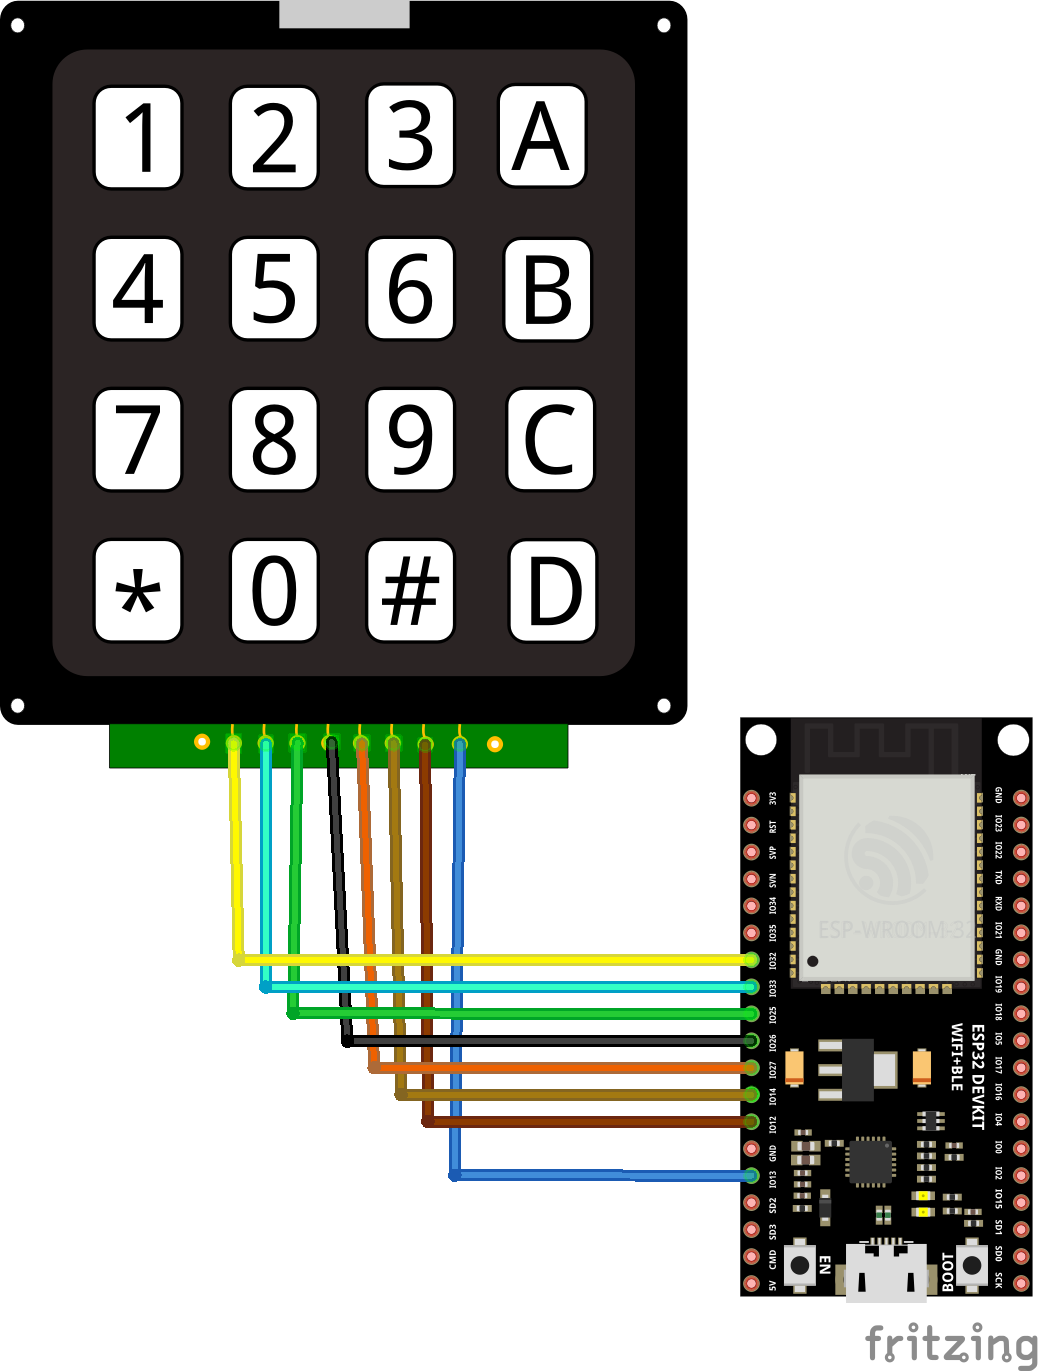 1 2 3 A
4 5 6 B
7 8 9 C
* 0 # D
3V3
RST
SVP
SVN
IO34
IO35
IO32
IO33
IO25
IO26
IO27
IO14
IO12
GND
IO13
SD2
SD3
CMD
5V
GND
IO23
IO22
TXD
RXD
IO21
GND
IO19
IO18
IO5
IO17
IO16
IO4
IO0
IO2
IO15
SD1
SD0
SCK
ESP-WROOM-32
ESP32 DEVKIT
WIFI+BLE
EN
BOOT
fritzing